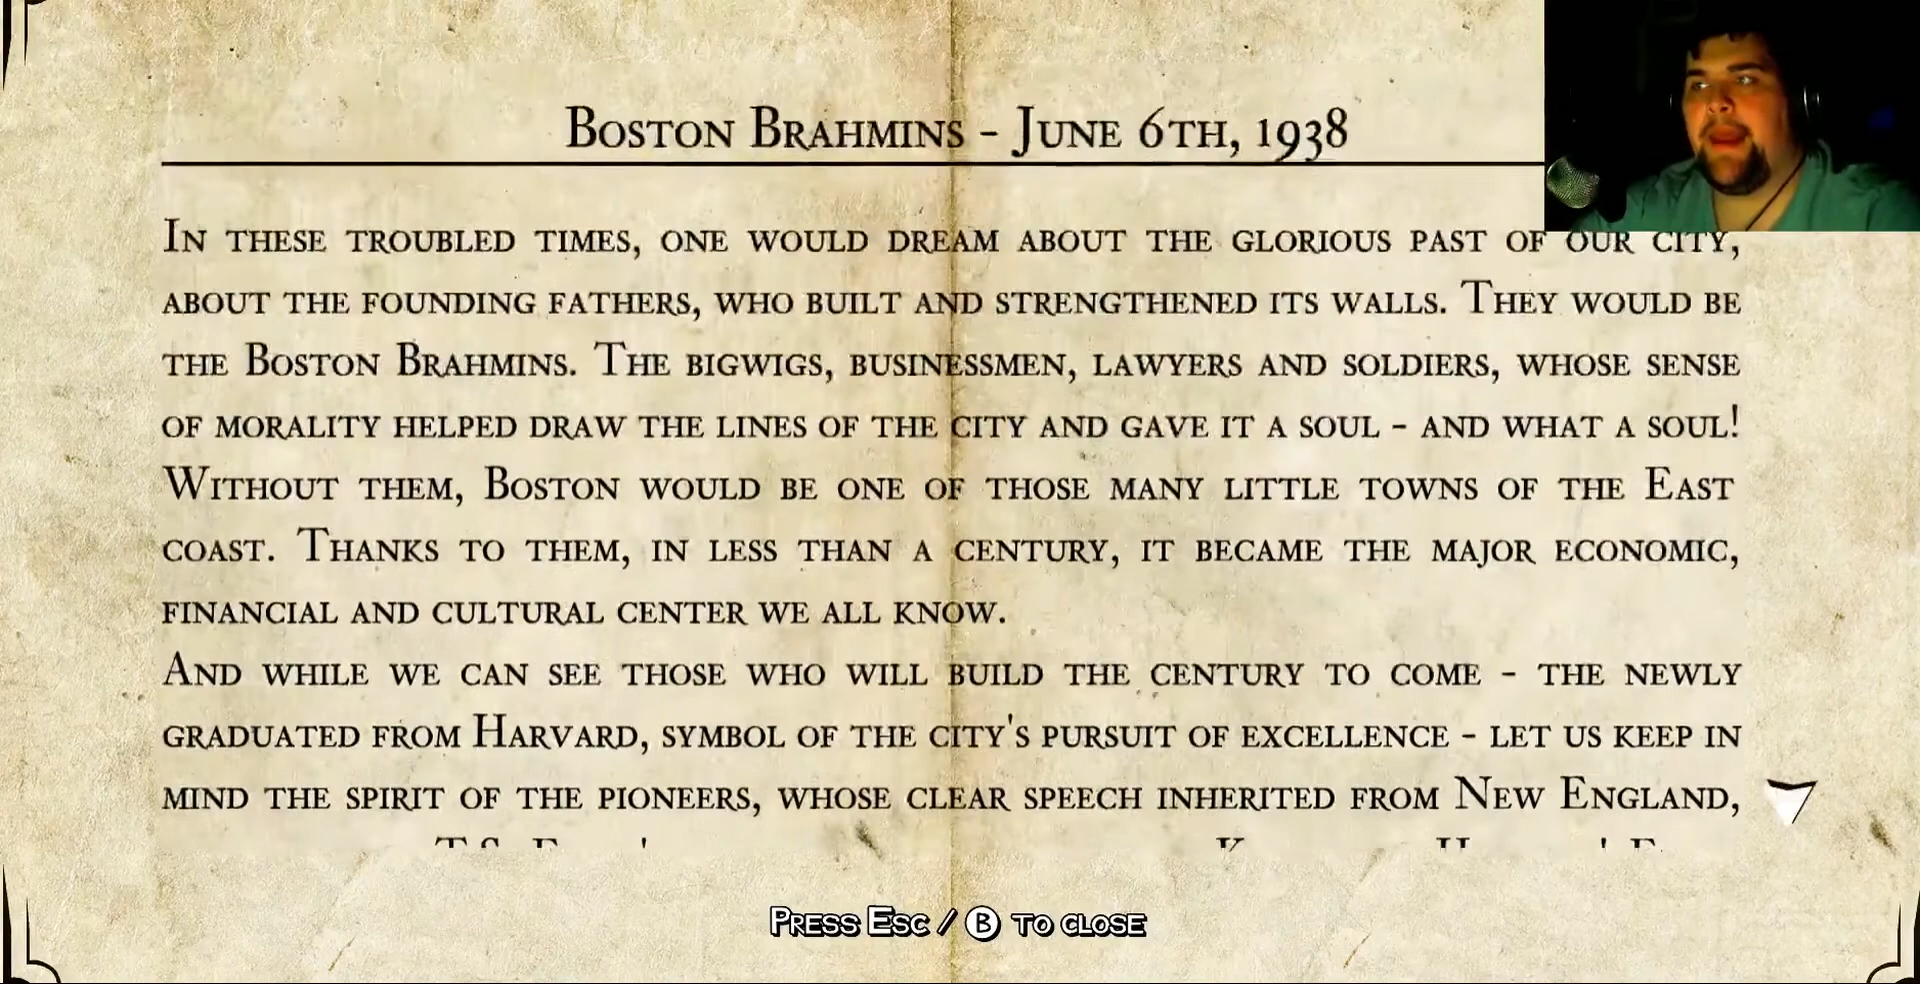 Boston Brahmins - June 6th, 1938
In these troubled times, one would dream about the glorious past of our city,
about the founding fathers, who built and strengthened its walls. They would be
the Boston Brahmins. The bigwigs, businessmen, lawyers and soldiers, whose sense
of morality helped draw the lines of the city and gave it a soul - and what a soul!
Without them, Boston would be one of those many little towns of the East
coast. Thanks to them, in less than a century, it became the major economic,
financial and cultural center we all know.
And while we can see those who will build the century to come - the newly
graduated from Harvard, symbol of the city's pursuit of excellence - let us keep in
mind the spirit of the pioneers, whose clear speech inherited from New England,
Press Esc / B to close